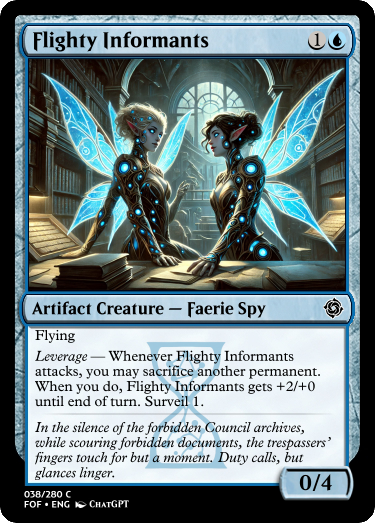 Flighty Informants 1
Artifact Creature — Faerie Spy
Flying
Leverage — Whenever Flighty Informants
attacks, you may sacrifice another permanent.
When you do, Flighty Informants gets +2/+0
until end of turn. Surveil 1.
In the silence of the forbidden Council archives,
while scouring forbidden documents, the trespassers’
fingers touch for but a moment. Duty calls, but
glances linger.
0/4
038/280 C
FOF • ENG ChatGPT